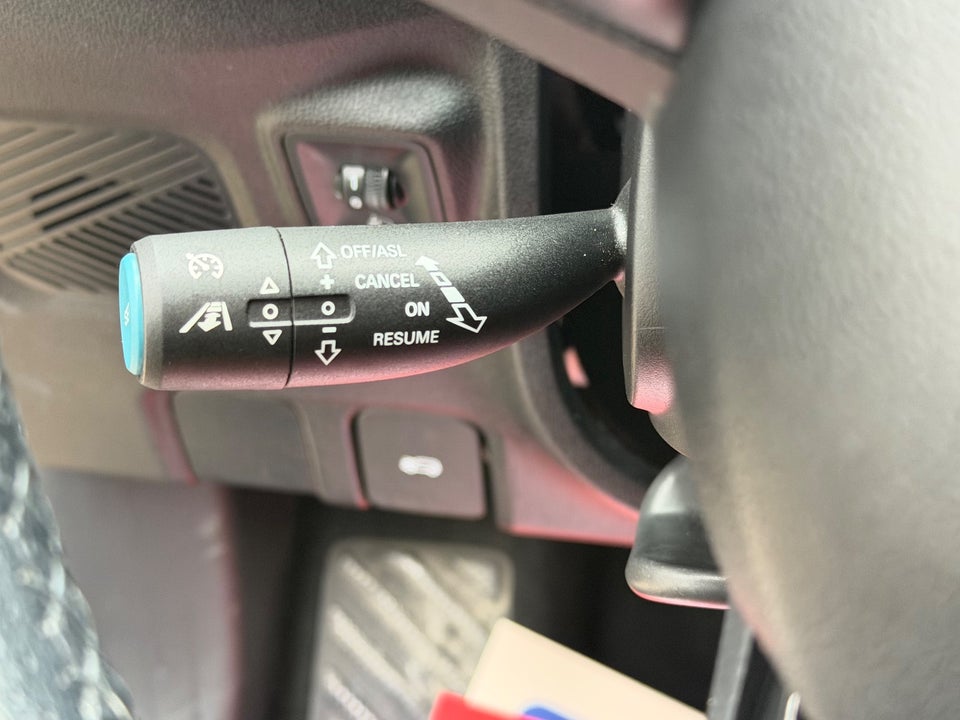 OFF/ASL
+
CANCEL
O O
ON
−
RESUME